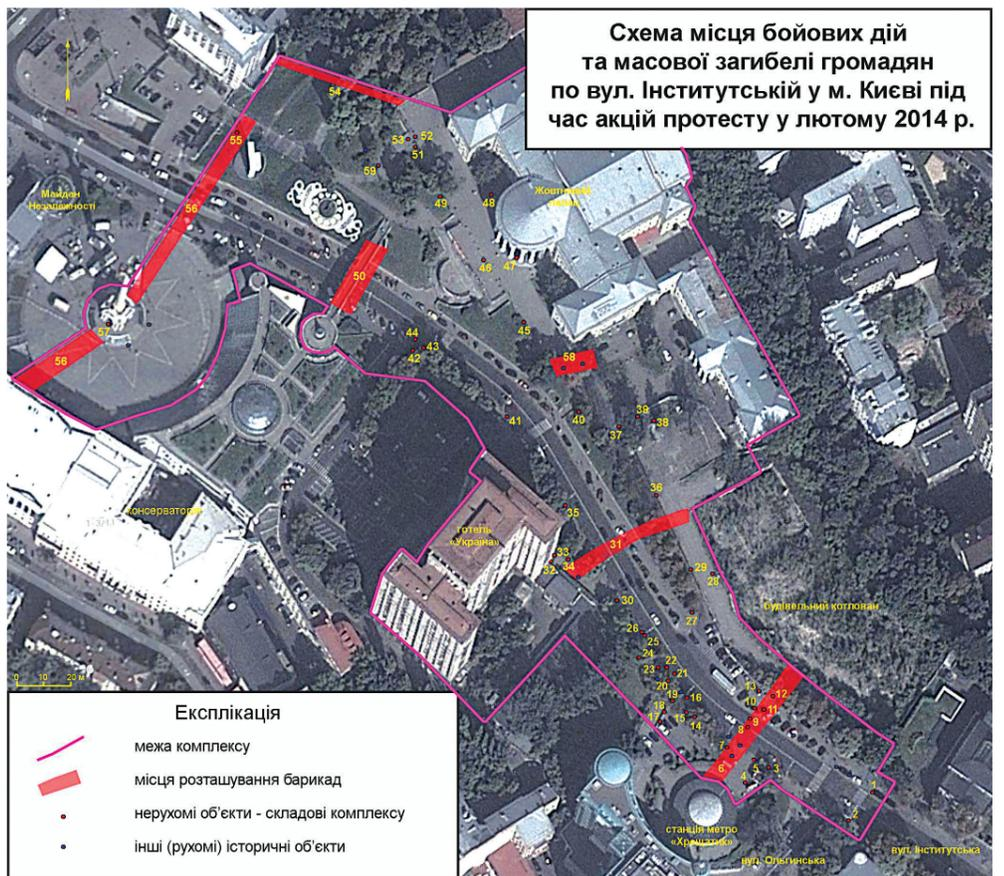 Схема місця бойових дій
та масової загибелі громадян
по вул. Інститутській у м. Києві під
час акцій протесту у лютому 2014 р.
54
55
53
52
51
59
Майдан
Незалежності
56
49
48
Жовтневий
палац
50
46
47
57
44
43
42
45
56
58
41
40
39
38
37
36
консерваторія
35
готель
«Україна»
31
33
34
32
29
28
30
27
будівельний котлован
26
25
24
23
22
21
20
19
16
18
17
15
14
13
12
10
11
9
8
7
6
5
4
3
1
2
0 10 20 м
станція метро
«Хрещатик»
вул. Ольгинська
вул. Інститутська
Експлікація
межа комплексу
місця розташування барикад
нерухомі об’єкти - складові комплексу
інші (рухомі) історичні об’єкти